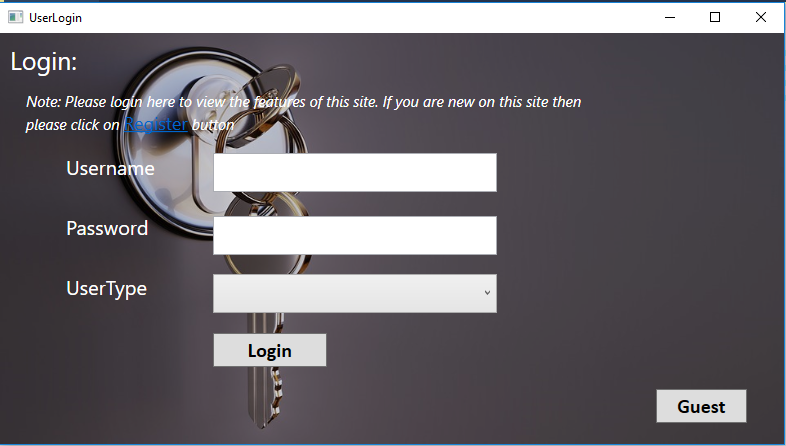 UserLogin
Login:
Note: Please login here to view the features of this site. If you are new on this site then
please click on Register button
Username
Password
UserType
Login
Guest